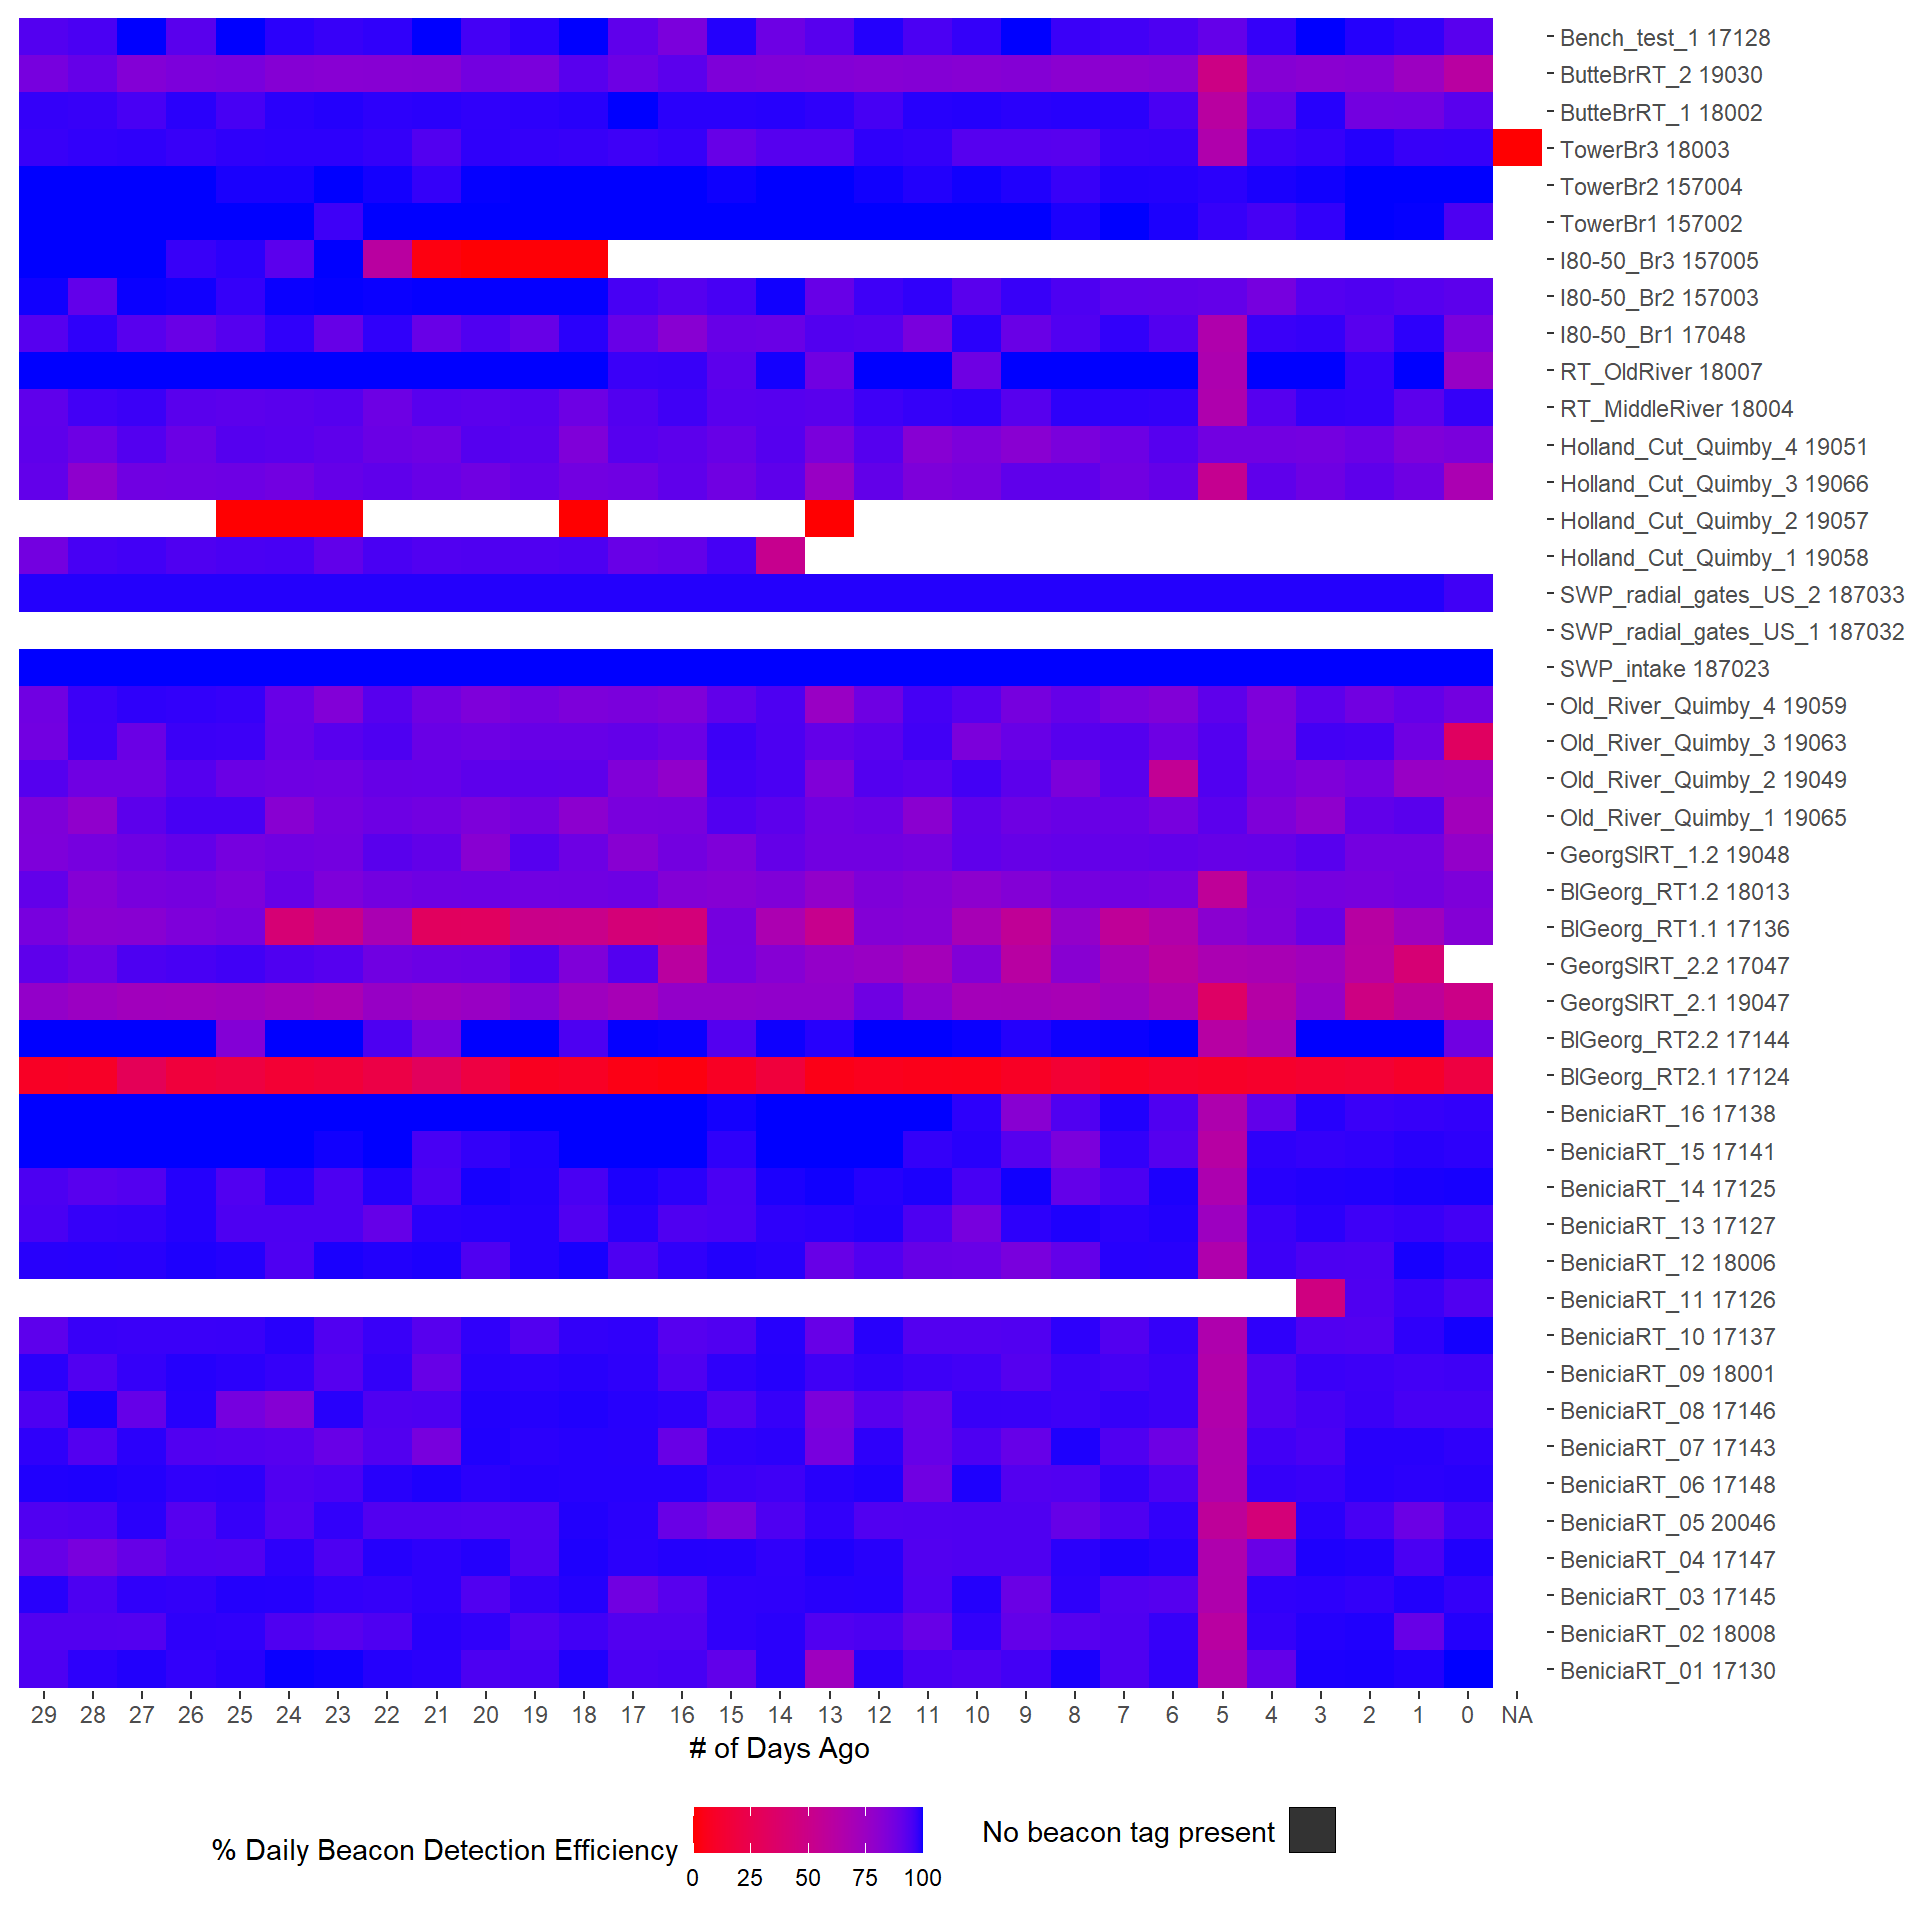 Bench_test_1 17128
ButteBrRT_2 19030
ButteBrRT_1 18002
TowerBr3 18003
TowerBr2 157004
TowerBr1 157002
I80-50_Br3 157005
I80-50_Br2 157003
I80-50_Br1 17048
RT_OldRiver 18007
RT_MiddleRiver 18004
Holland_Cut_Quimby_4 19051
Holland_Cut_Quimby_3 19066
Holland_Cut_Quimby_2 19057
Holland_Cut_Quimby_1 19058
SWP_radial_gates_US_2 187033
SWP_radial_gates_US_1 187032
SWP_intake 187023
Old_River_Quimby_4 19059
Old_River_Quimby_3 19063
Old_River_Quimby_2 19049
Old_River_Quimby_1 19065
GeorgSlRT_1.2 19048
BlGeorg_RT1.2 18013
BlGeorg_RT1.1 17136
GeorgSlRT_2.2 17047
GeorgSlRT_2.1 19047
BlGeorg_RT2.2 17144
BlGeorg_RT2.1 17124
BeniciaRT_16 17138
BeniciaRT_15 17141
BeniciaRT_14 17125
BeniciaRT_13 17127
BeniciaRT_12 18006
BeniciaRT_11 17126
BeniciaRT_10 17137
BeniciaRT_09 18001
BeniciaRT_08 17146
BeniciaRT_07 17143
BeniciaRT_06 17148
BeniciaRT_05 20046
BeniciaRT_04 17147
BeniciaRT_03 17145
BeniciaRT_02 18008
BeniciaRT_01 17130
29 28 27 26 25 24 23 22 21 20 19 18 17 16 15 14 13 12 11 10 9 8 7 6 5 4 3 2 1 0 NA
# of Days Ago
% Daily Beacon Detection Efficiency
0 25 50 75 100
No beacon tag present